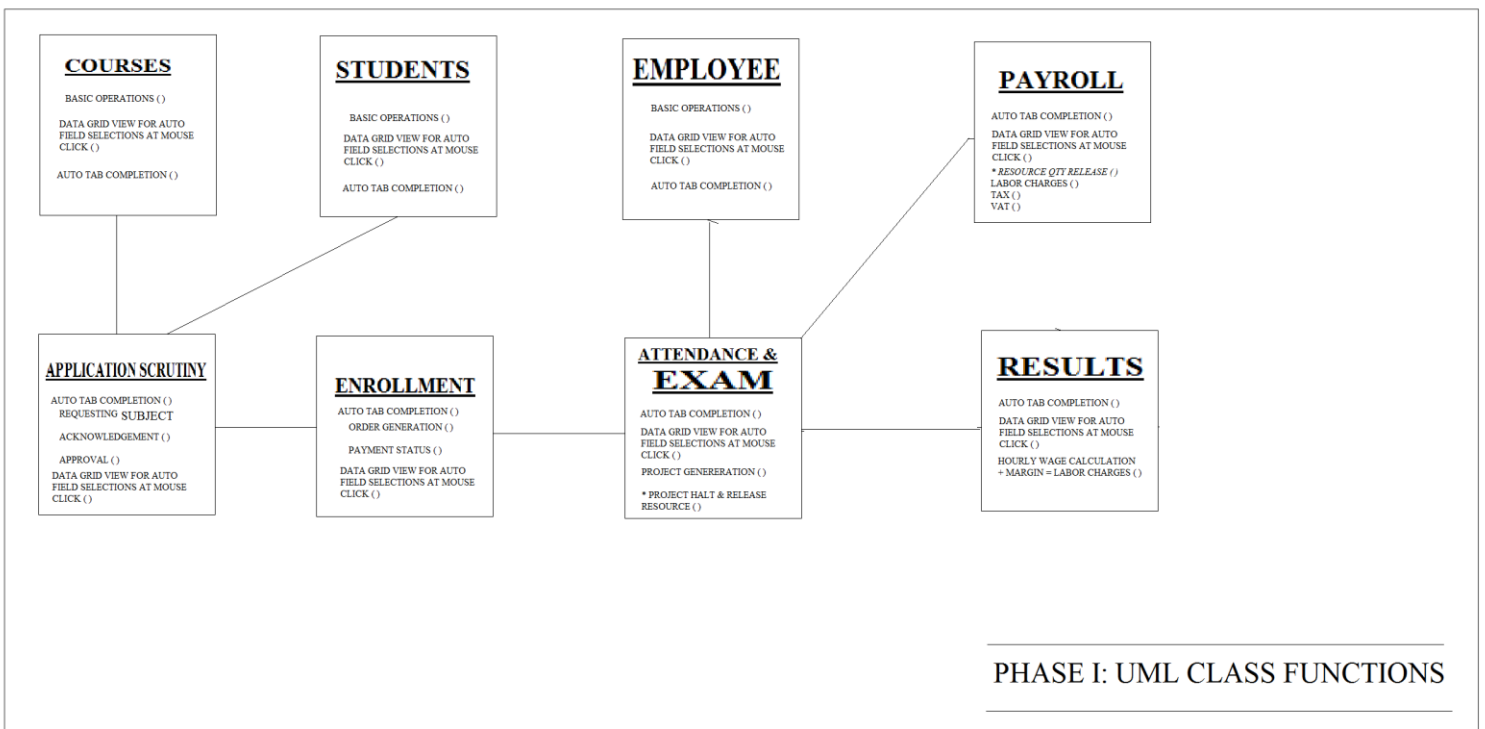 COURSES
BASIC OPERATIONS ( )
DATA GRID VIEW FOR AUTO
FIELD SELECTIONS AT MOUSE
CLICK ( )
AUTO TAB COMPLETION ( )
STUDENTS
BASIC OPERATIONS ( )
DATA GRID VIEW FOR AUTO
FIELD SELECTIONS AT MOUSE
CLICK ( )
AUTO TAB COMPLETION ( )
EMPLOYEE
BASIC OPERATIONS ( )
DATA GRID VIEW FOR AUTO
FIELD SELECTIONS AT MOUSE
CLICK ( )
AUTO TAB COMPLETION ( )
PAYROLL
AUTO TAB COMPLETION ( )
DATA GRID VIEW FOR AUTO
FIELD SELECTIONS AT MOUSE
CLICK ( )
* RESOURCE QTY RELEASE ( )
LABOR CHARGES ( )
TAX ( )
VAT ( )
APPLICATION SCRUTINY
AUTO TAB COMPLETION ( )
REQUESTING SUBJECT
ACKNOWLEDGEMENT ( )
APPROVAL ( )
DATA GRID VIEW FOR AUTO
FIELD SELECTIONS AT MOUSE
CLICK ( )
ENROLLMENT
AUTO TAB COMPLETION ( )
ORDER GENERATION ( )
PAYMENT STATUS ( )
DATA GRID VIEW FOR AUTO
FIELD SELECTIONS AT MOUSE
CLICK ( )
ATTENDANCE &
EXAM
AUTO TAB COMPLETION ( )
DATA GRID VIEW FOR AUTO
FIELD SELECTIONS AT MOUSE
CLICK ( )
PROJECT GENERERATION ( )
* PROJECT HALT & RELEASE
RESOURCE ( )
RESULTS
AUTO TAB COMPLETION ( )
DATA GRID VIEW FOR AUTO
FIELD SELECTIONS AT MOUSE
CLICK ( )
HOURLY WAGE CALCULATION
+ MARGIN = LABOR CHARGES ( )
PHASE I: UML CLASS FUNCTIONS